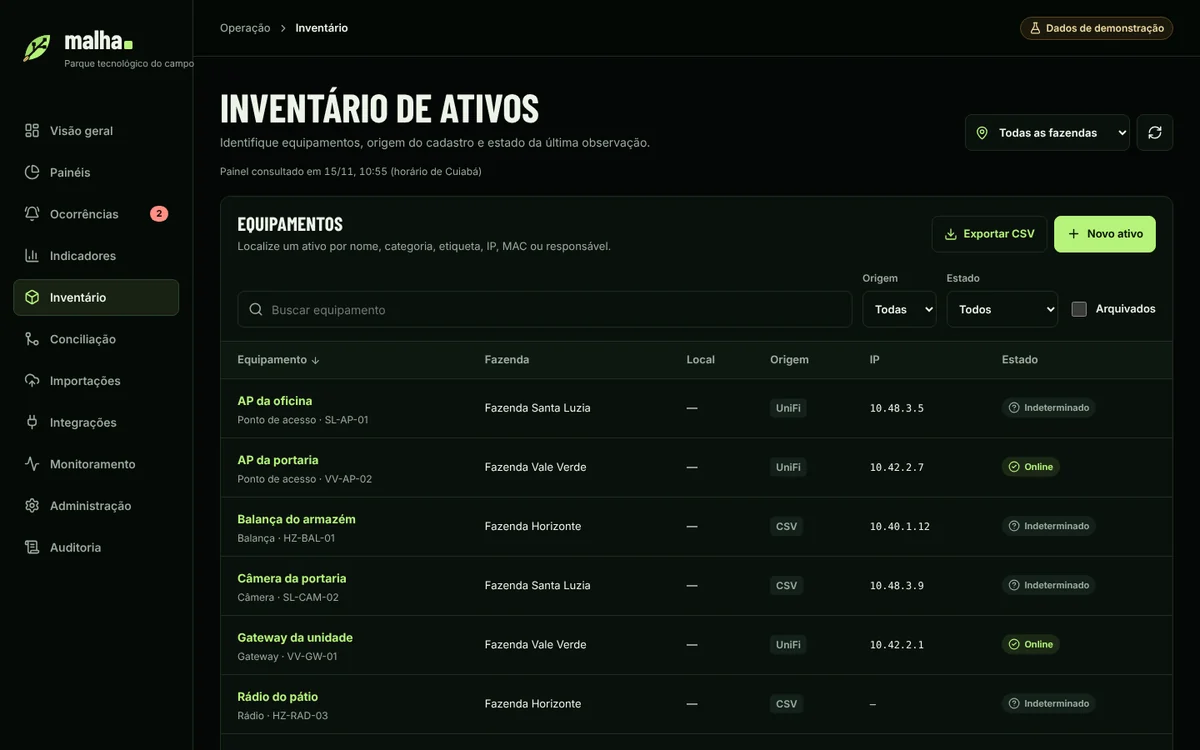 malha
Parque tecnológico do campo
Visão geral
Painéis
Ocorrências 2
Indicadores
Inventário
Conciliação
Importações
Integrações
Monitoramento
Administração
Auditoria
Operação > Inventário
Dados de demonstração
INVENTÁRIO DE ATIVOS
Identifique equipamentos, origem do cadastro e estado da última observação.
Painel consultado em 15/11, 10:55 (horário de Cuiabá)
Todas as fazendas
EQUIPAMENTOS
Localize um ativo por nome, categoria, etiqueta, IP, MAC ou responsável.
Exportar CSV
+ Novo ativo
Buscar equipamento
Origem
Todas
Estado
Todos
Arquivados
Equipamento ↓ Fazenda Local Origem IP Estado
AP da oficina
Ponto de acesso · SL-AP-01
Fazenda Santa Luzia — UniFi 10.48.3.5 Indeterminado
AP da portaria
Ponto de acesso · VV-AP-02
Fazenda Vale Verde — UniFi 10.42.2.7 Online
Balança do armazém
Balança · HZ-BAL-01
Fazenda Horizonte — CSV 10.40.1.12 Indeterminado
Câmera da portaria
Câmera · SL-CAM-02
Fazenda Santa Luzia — CSV 10.48.3.9 Indeterminado
Gateway da unidade
Gateway · VV-GW-01
Fazenda Vale Verde — UniFi 10.42.2.1 Online
Rádio do pátio
Rádio · HZ-RAD-03
Fazenda Horizonte — CSV – Indeterminado